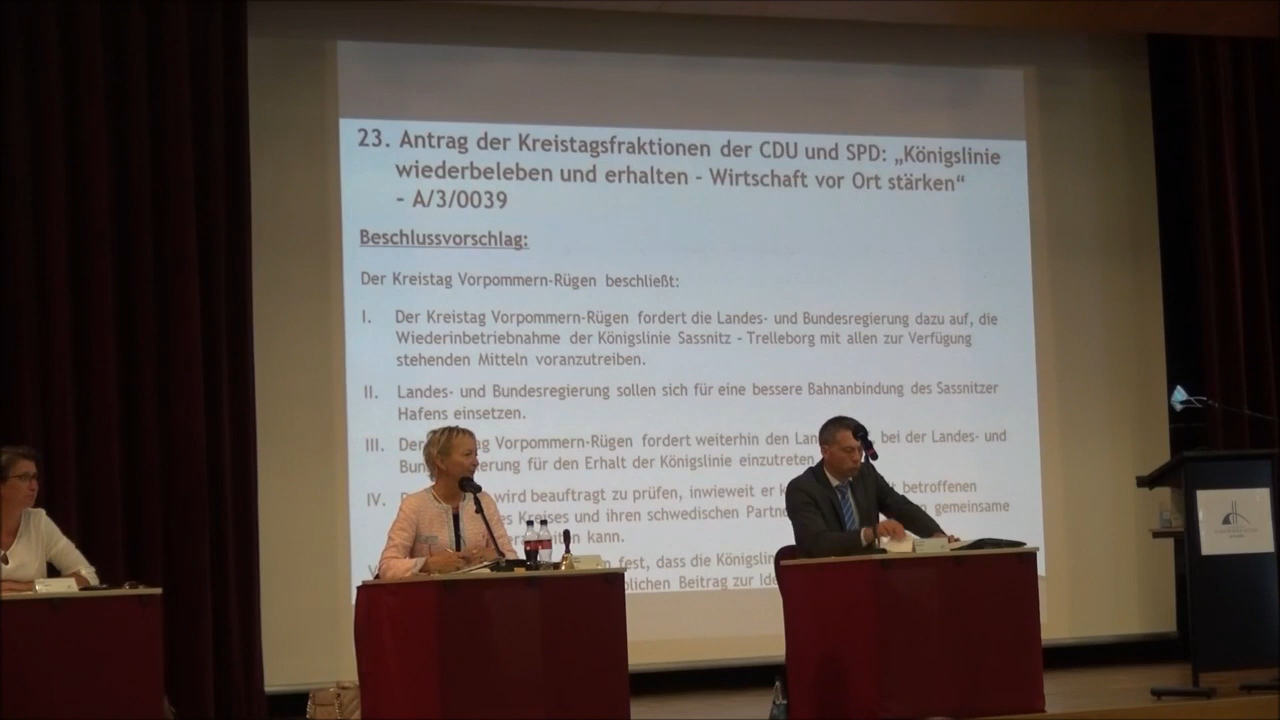 23. Antrag der Kreistagsfraktionen der CDU und SPD: „Königslinie
wiederbeleben und erhalten - Wirtschaft vor Ort stärken“
- A/3/0039
Beschlussvorschlag:
Der Kreistag Vorpommern-Rügen beschließt:
I. Der Kreistag Vorpommern-Rügen fordert die Landes- und Bundesregierung dazu auf, die
Wiederinbetriebnahme der Königslinie Sassnitz - Trelleborg mit allen zur Verfügung
stehenden Mitteln voranzutreiben.
II. Landes- und Bundesregierung sollen sich für eine bessere Bahnanbindung des Sassnitzer
Hafens einsetzen.
III. Der ag Vorpommern-Rügen fordert weiterhin den Lan bei der Landes- und
Bun ierung für den Erhalt der Königslinie einzutreten
IV. wird beauftragt zu prüfen, inwieweit er k betroffenen
es Kreises und ihren schwedischen Partne gemeinsame
kann.
fest, dass die Königslin
blichen Beitrag zur Ide